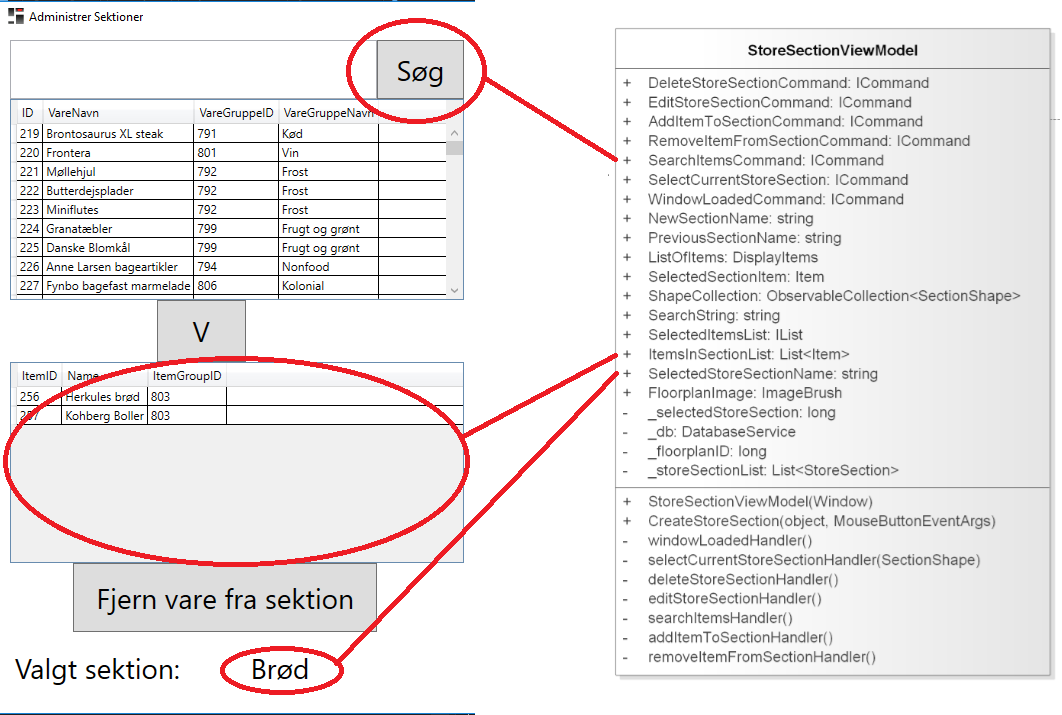 Administrer Sektioner
Søg
ID VareNavn VareGruppeID VareGruppeNavn
219 Brontosaurus XL steak 791 Kød
220 Frontera 801 Vin
221 Møllehjul 792 Frost
222 Butterdejsplader 792 Frost
223 Miniflutes 792 Frost
224 Granatæbler 799 Frugt og grønt
225 Danske Blomkål 799 Frugt og grønt
226 Anne Larsen bageartikler 794 Nonfood
227 Fynbo bagefast marmelade 806 Kolonial
V
ItemID Name ItemGroupID
256 Herkules brød 803
257 Kohberg Boller 803
Fjern vare fra sektion
Valgt sektion: Brød
StoreSectionViewModel
+ DeleteStoreSectionCommand: ICommand
+ EditStoreSectionCommand: ICommand
+ AddItemToSectionCommand: ICommand
+ RemoveItemFromSectionCommand: ICommand
+ SearchItemsCommand: ICommand
+ SelectCurrentStoreSection: ICommand
+ WindowLoadedCommand: ICommand
+ NewSectionName: string
+ PreviousSectionName: string
+ ListOfItems: DisplayItems
+ SelectedSectionItem: Item
+ ShapeCollection: ObservableCollection<SectionShape>
+ SearchString: string
+ SelectedItemsList: IList
+ ItemsInSectionList: List<Item>
+ SelectedStoreSectionName: string
+ FloorplanImage: ImageBrush
- _selectedStoreSection: long
- _db: DatabaseService
- _floorplanID: long
- _storeSectionList: List<StoreSection>
+ StoreSectionViewModel(Window)
+ CreateStoreSection(object, MouseButtonEventArgs)
- windowLoadedHandler()
- selectCurrentStoreSectionHandler(SectionShape)
- deleteStoreSectionHandler()
- editStoreSectionHandler()
- searchItemsHandler()
- addItemToSectionHandler()
- removeItemFromSectionHandler()